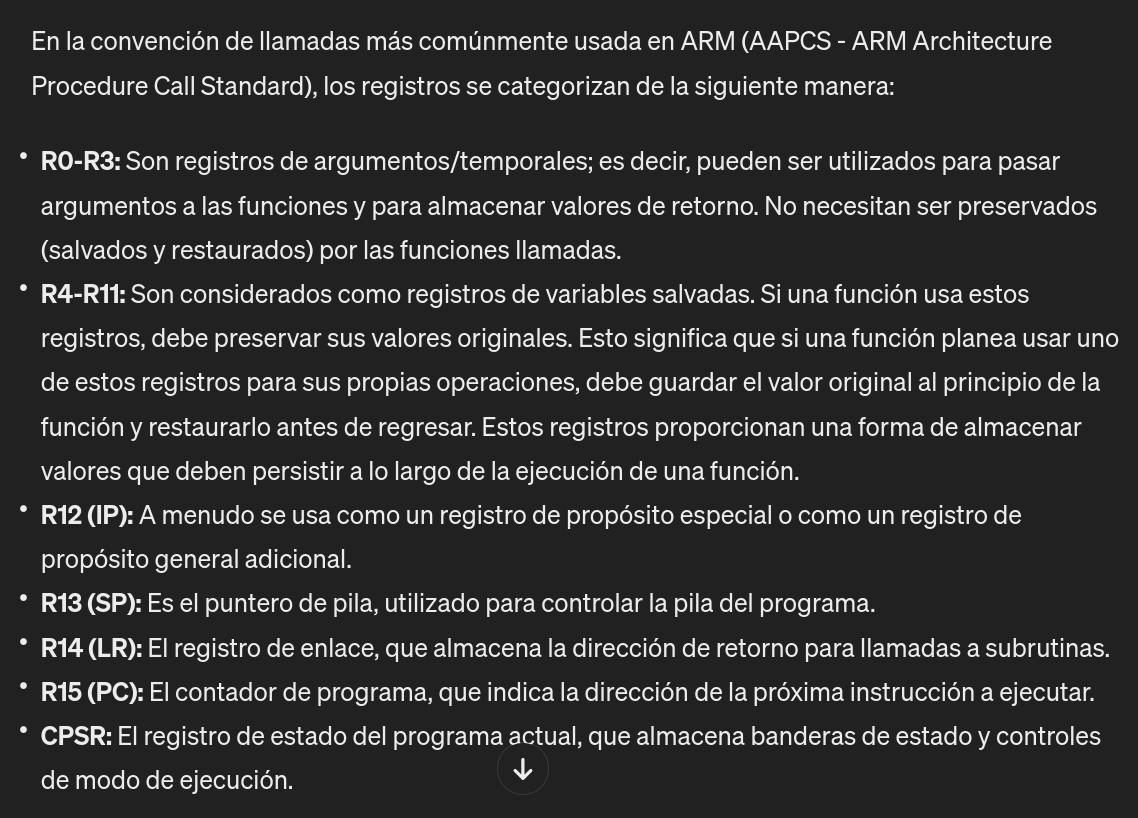 En la convención de llamadas más comúnmente usada en ARM (AAPCS - ARM Architecture
Procedure Call Standard), los registros se categorizan de la siguiente manera:
• R0-R3: Son registros de argumentos/temporales; es decir, pueden ser utilizados para pasar
argumentos a las funciones y para almacenar valores de retorno. No necesitan ser preservados
(salvados y restaurados) por las funciones llamadas.
• R4-R11: Son considerados como registros de variables salvadas. Si una función usa estos
registros, debe preservar sus valores originales. Esto significa que si una función planea usar uno
de estos registros para sus propias operaciones, debe guardar el valor original al principio de la
función y restaurarlo antes de regresar. Estos registros proporcionan una forma de almacenar
valores que deben persistir a lo largo de la ejecución de una función.
• R12 (IP): A menudo se usa como un registro de propósito especial o como un registro de
propósito general adicional.
• R13 (SP): Es el puntero de pila, utilizado para controlar la pila del programa.
• R14 (LR): El registro de enlace, que almacena la dirección de retorno para llamadas a subrutinas.
• R15 (PC): El contador de programa, que indica la dirección de la próxima instrucción a ejecutar.
• CPSR: El registro de estado del programa actual, que almacena banderas de estado y controles
de modo de ejecución.